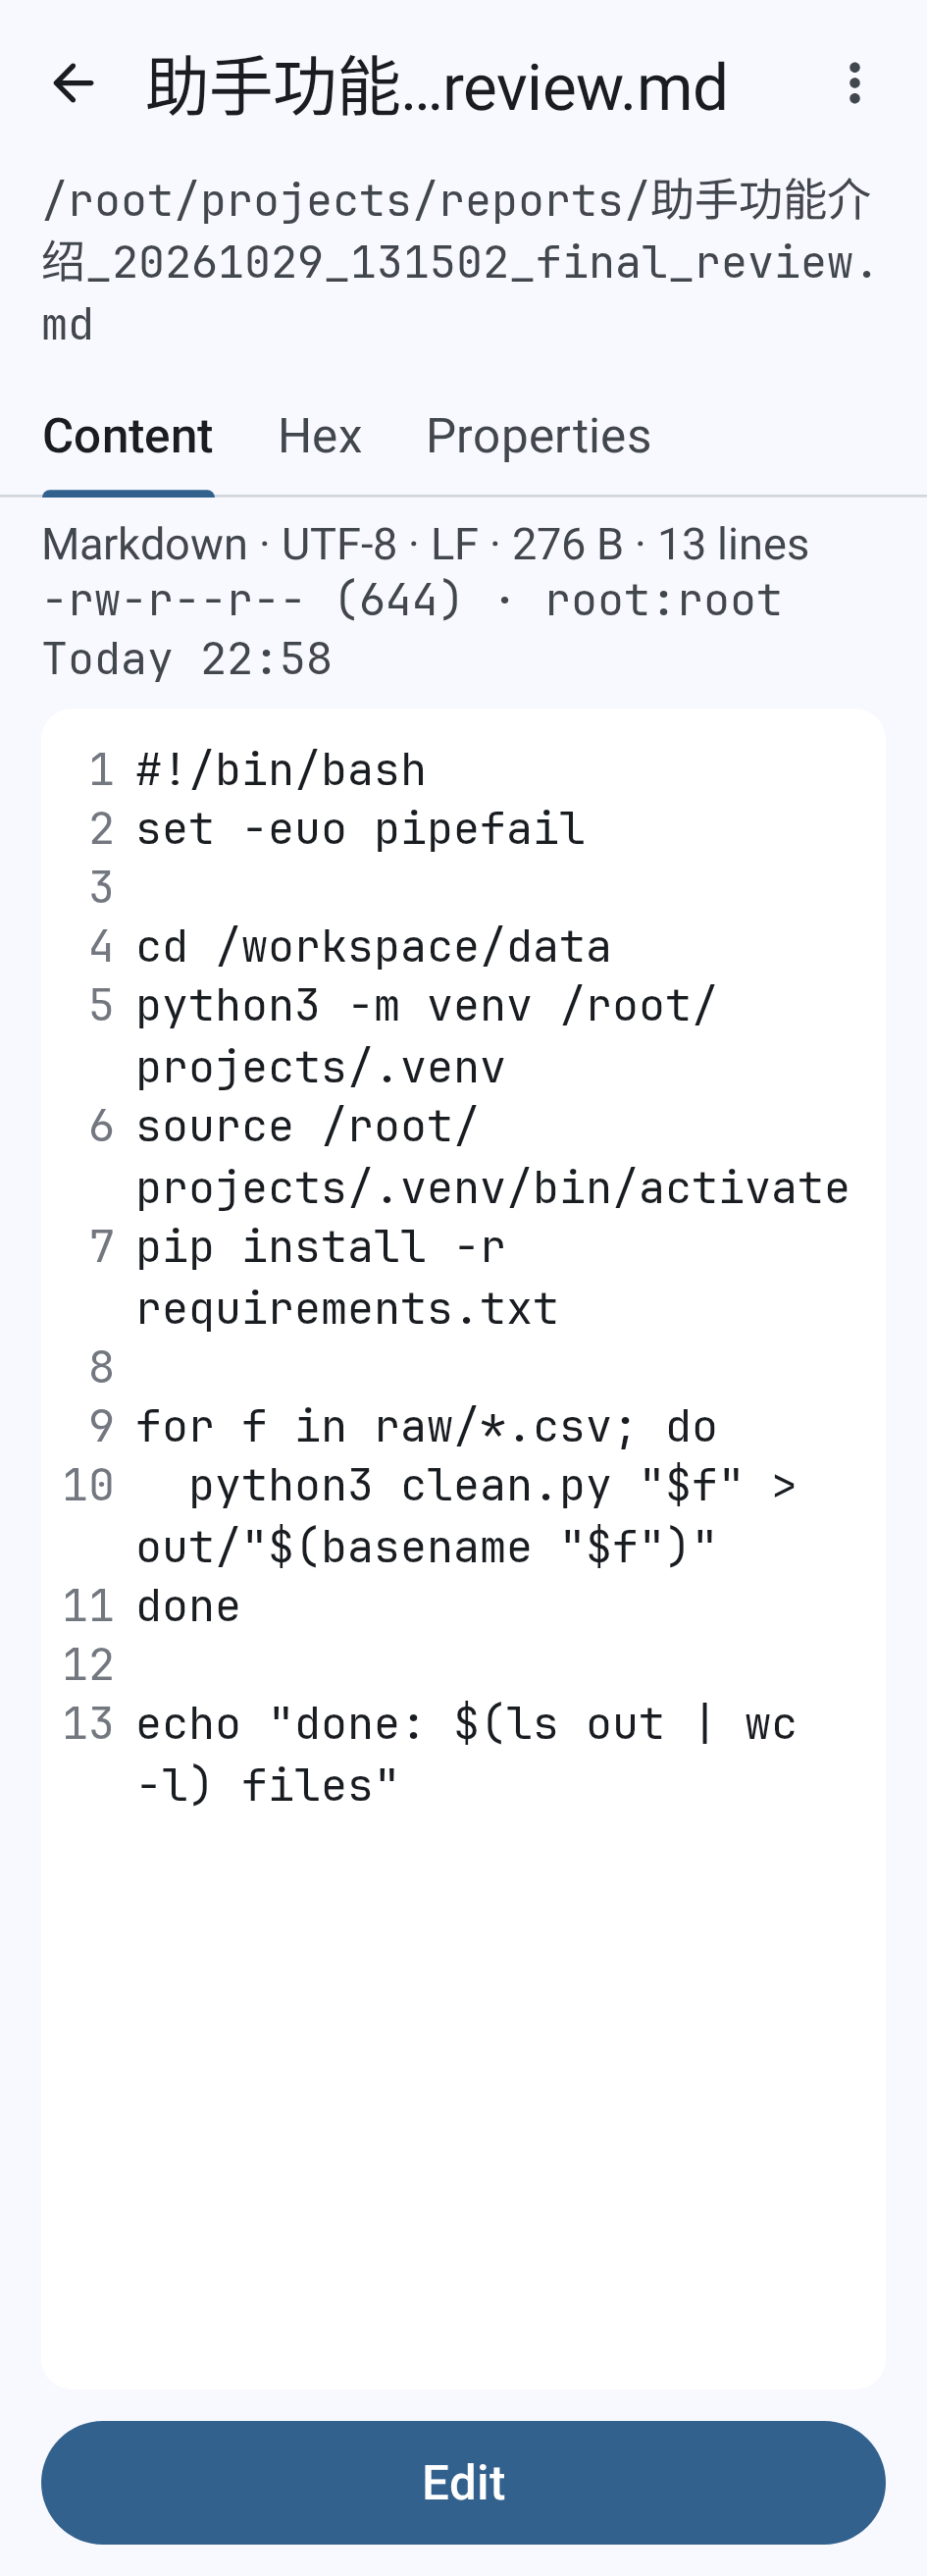 助手功能…review.md
/root/projects/reports/助手功能介
绍_20261029_131502_final_review.
md
Content Hex Properties
Markdown · UTF-8 · LF · 276 B · 13 lines
-rw-r--r-- (644) · root:root
Today 22:58
1 #!/bin/bash
2 set -euo pipefail
3
4 cd /workspace/data
5 python3 -m venv /root/
projects/.venv
6 source /root/
projects/.venv/bin/activate
7 pip install -r
requirements.txt
8
9 for f in raw/*.csv; do
10   python3 clean.py "$f" >
out/"$(basename "$f")"
11 done
12
13 echo "done: $(ls out | wc
-l) files"
Edit